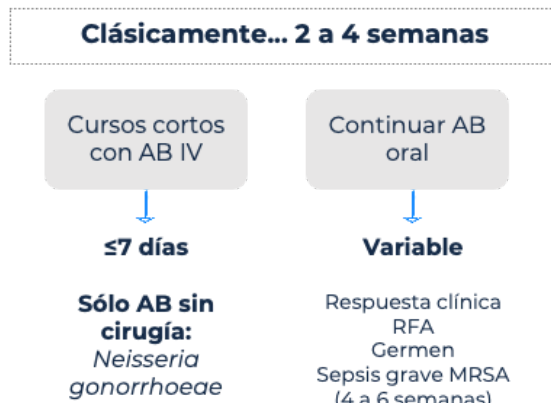 Clásicamente... 2 a 4 semanas
Cursos cortos
con AB IV
≤7 días
Sólo AB sin
cirugía:
Neisseria
gonorrhoeae
Continuar AB
oral
Variable
Respuesta clínica
RFA
Germen
Sepsis grave MRSA
(4 a 6 semanas)